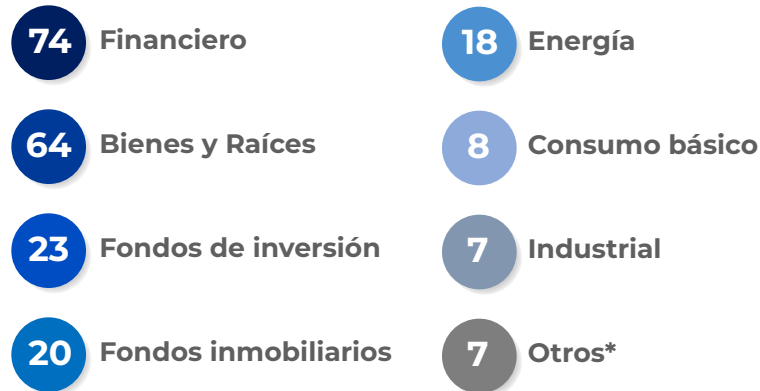 74 Financiero
64 Bienes y Raíces
23 Fondos de inversión
20 Fondos inmobiliarios
18 Energía
8 Consumo básico
7 Industrial
7 Otros*